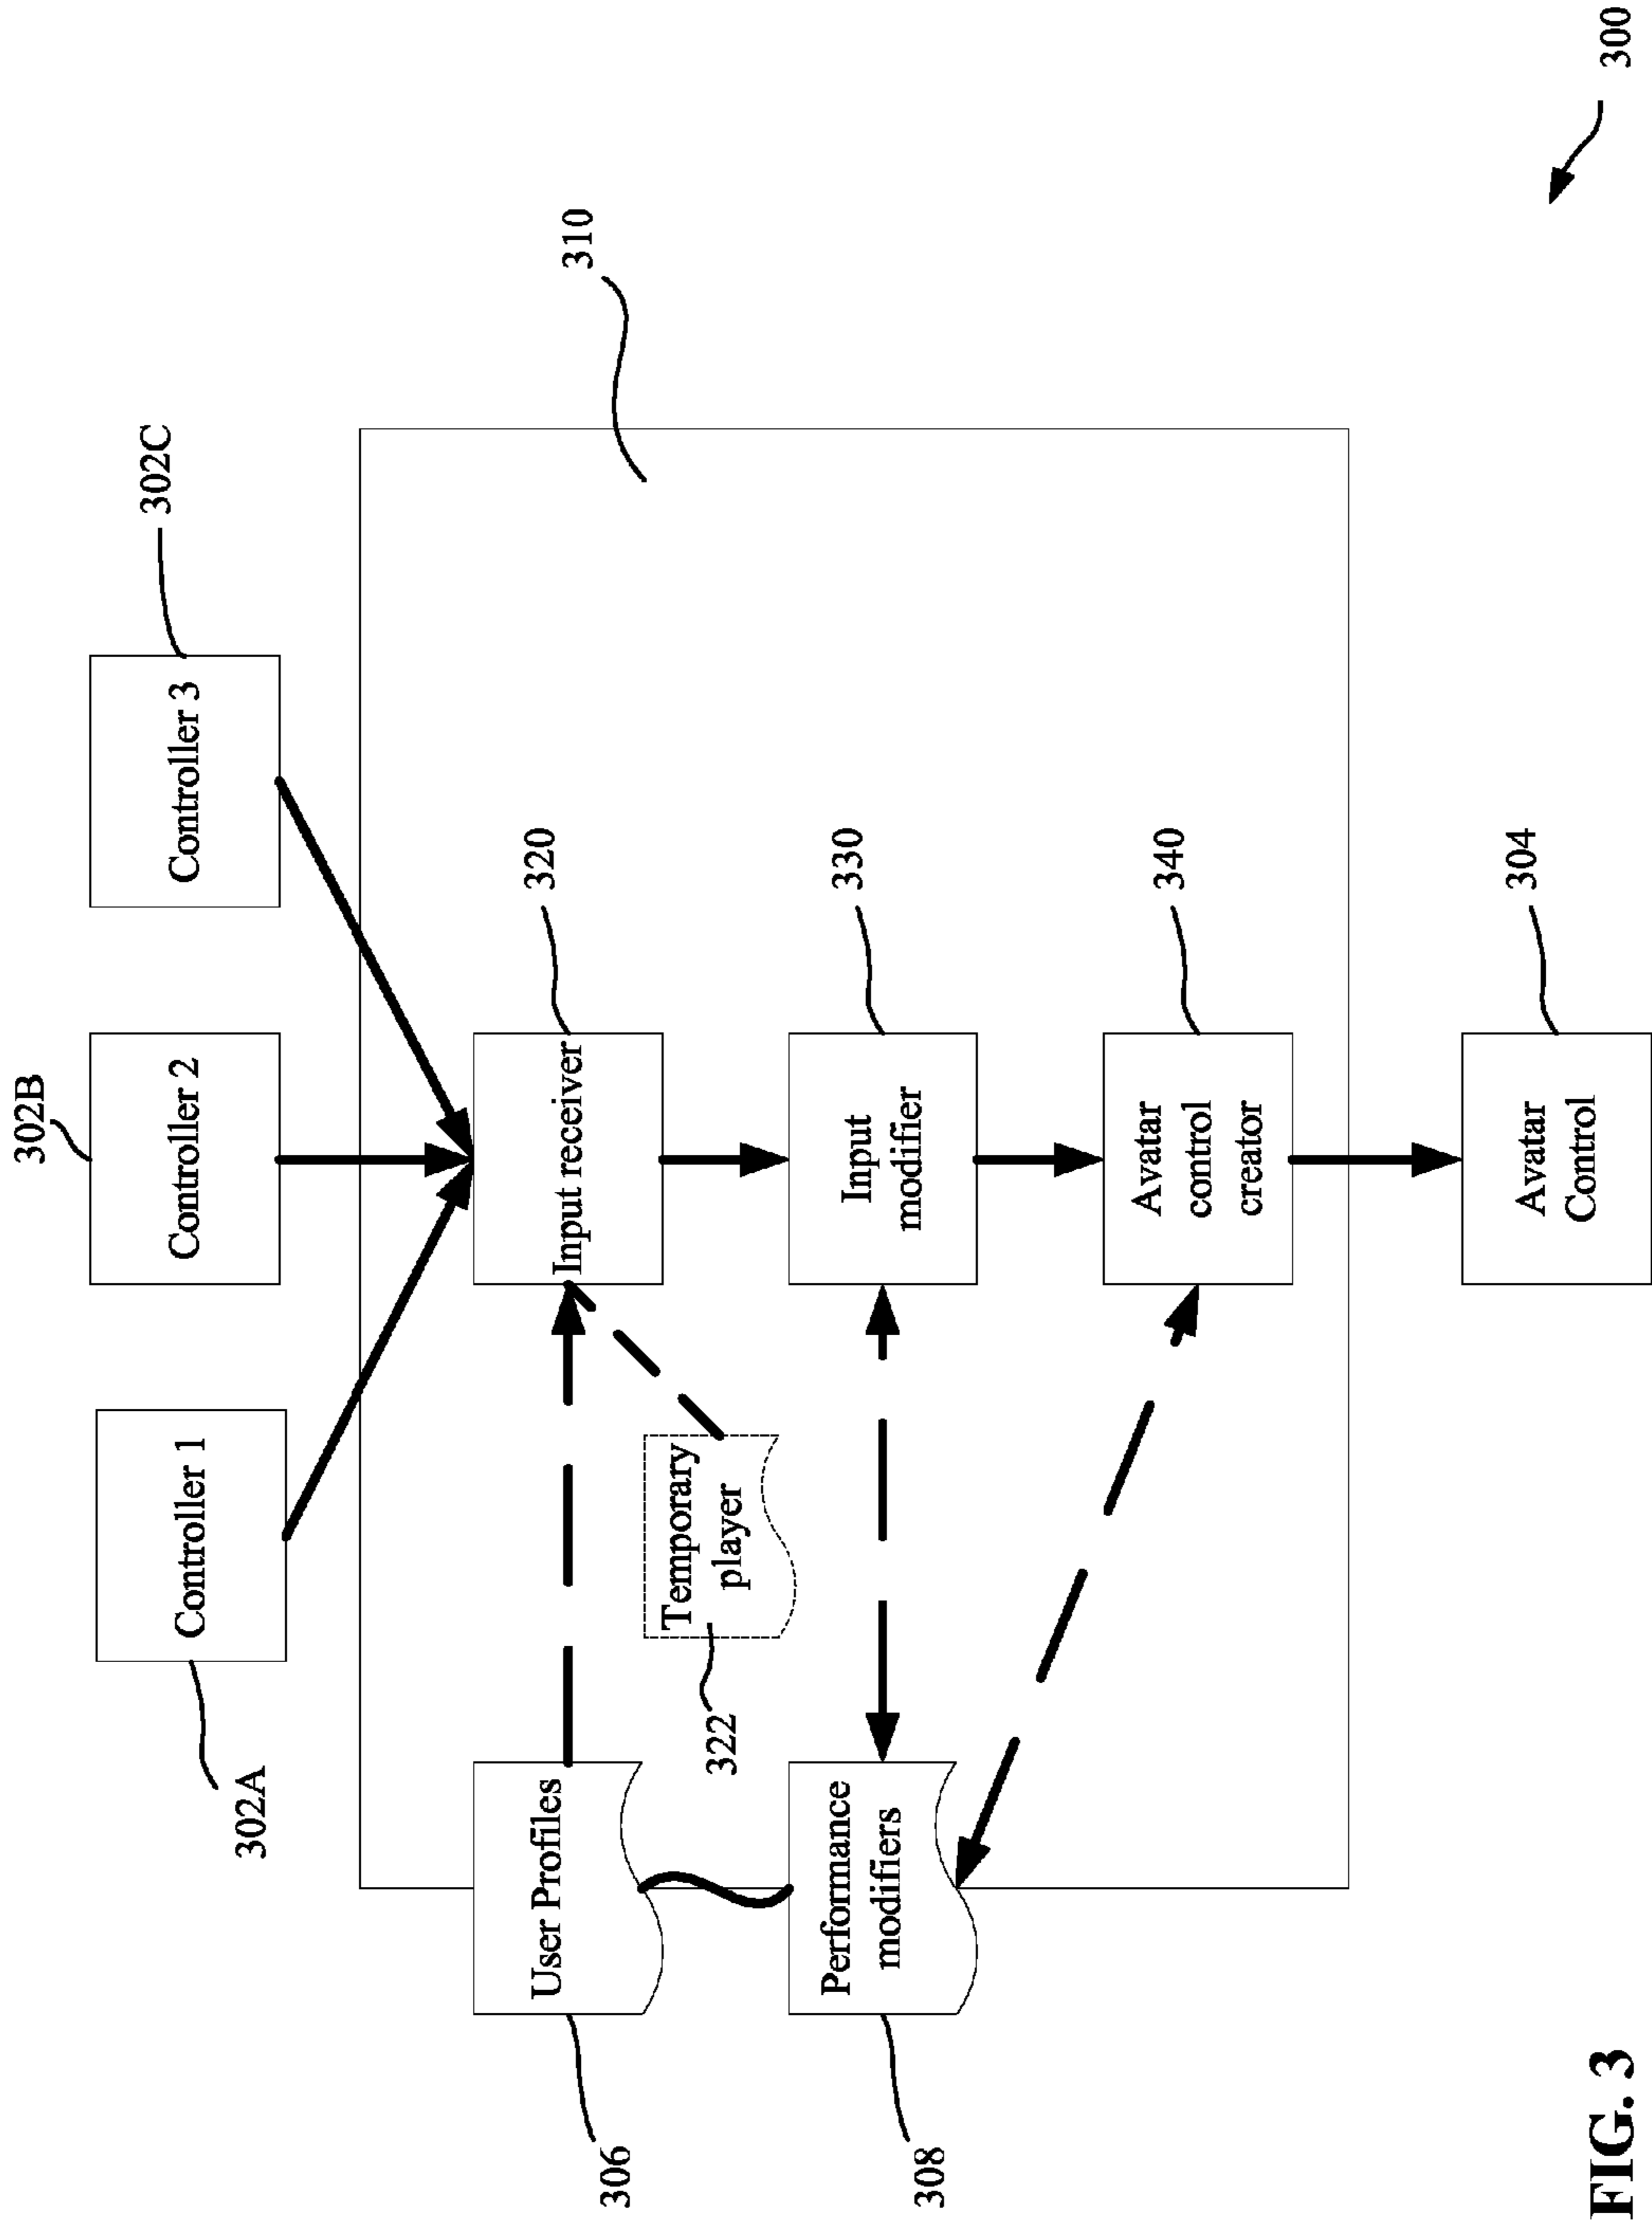 302B
302C
302A
Controller 1
Controller 2
Controller 3
310
User Profiles
Input receiver
320
306
Temporary
player
322
Performance
modifiers
Input
modifier
330
308
Avatar
control
creator
340
Avatar
Control
304
300
FIG. 3